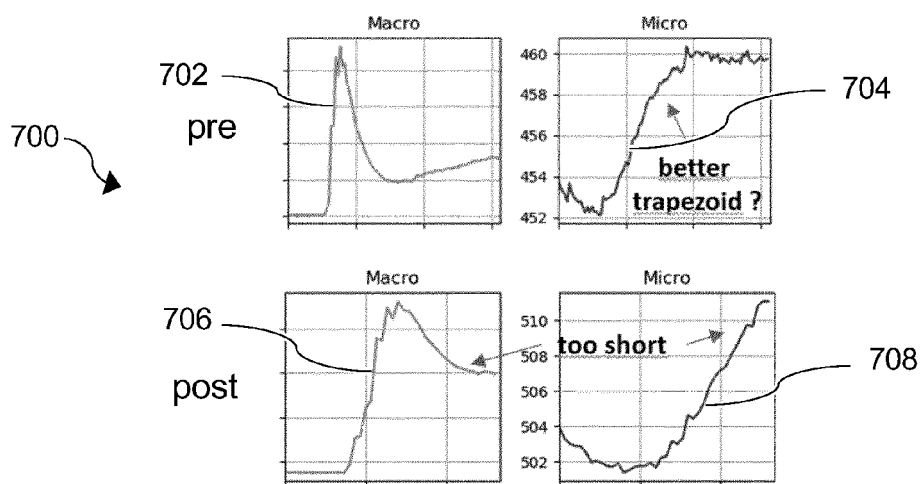 Macro
Micro
702
704
pre
700
460
458
456
454
452
better
trapezoid ?
Macro
Micro
706
708
post
too short
510
508
506
504
502